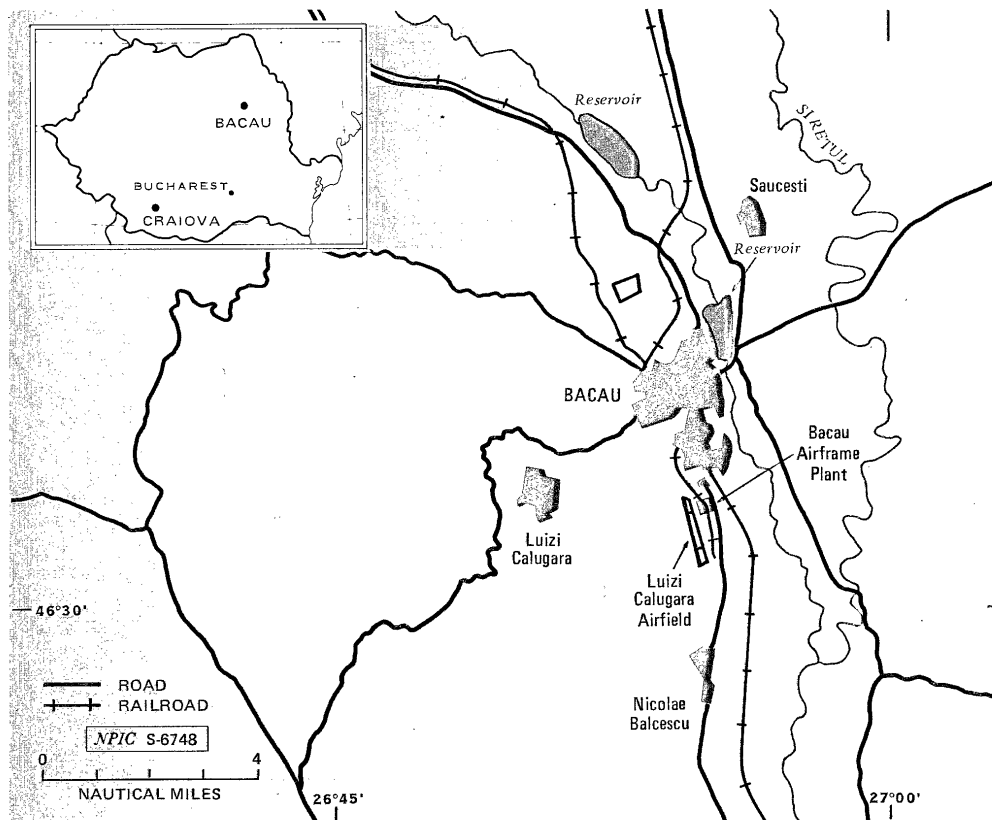 BACAU
BUCHAREST
CRAIOVA
Reservoir
SIRETUL
Saucesti
Reservoir
BACAU
Bacau
Airframe
Plant
Luizi
Calugara
Luizi
Calugara
Airfield
46°30'
ROAD
RAILROAD
Nicolae
Balcescu
NPIC S-6748
0 4
NAUTICAL MILES
26°45'
27°00'